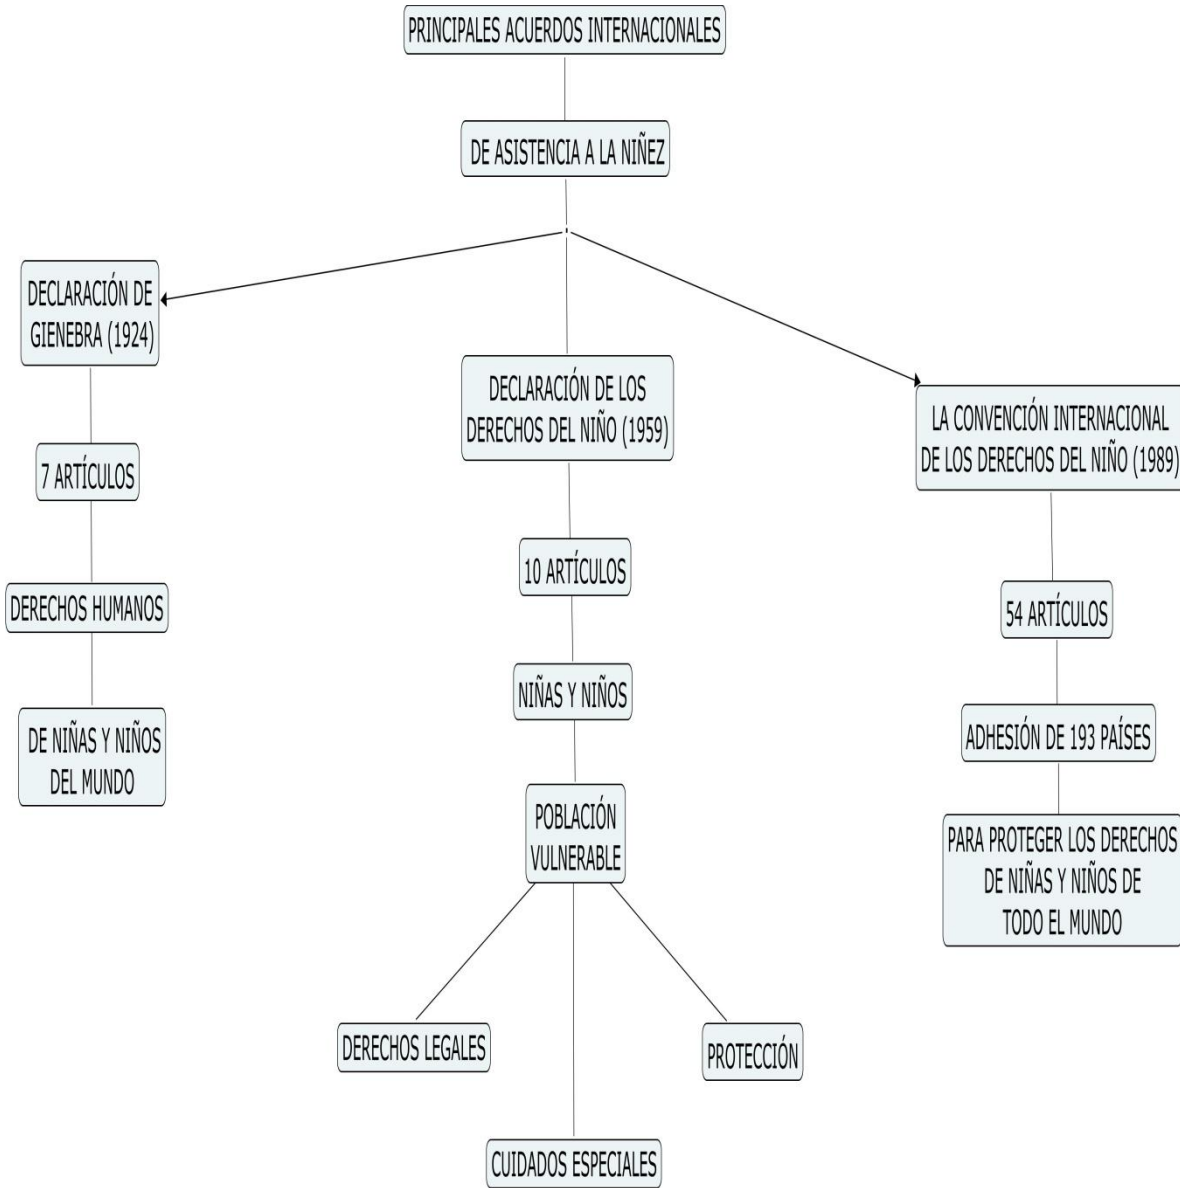 PRINCIPALES ACUERDOS INTERNACIONALES
DE ASISTENCIA A LA NIÑEZ
DECLARACIÓN DE
GIENEBRA (1924)
7 ARTÍCULOS
DERECHOS HUMANOS
DE NIÑAS Y NIÑOS
DEL MUNDO
DECLARACIÓN DE LOS
DERECHOS DEL NIÑO (1959)
10 ARTÍCULOS
NIÑAS Y NIÑOS
POBLACIÓN
VULNERABLE
DERECHOS LEGALES
CUIDADOS ESPECIALES
PROTECCIÓN
LA CONVENCIÓN INTERNACIONAL
DE LOS DERECHOS DEL NIÑO (1989)
54 ARTÍCULOS
ADHESIÓN DE 193 PAÍSES
PARA PROTEGER LOS DERECHOS
DE NIÑAS Y NIÑOS DE
TODO EL MUNDO